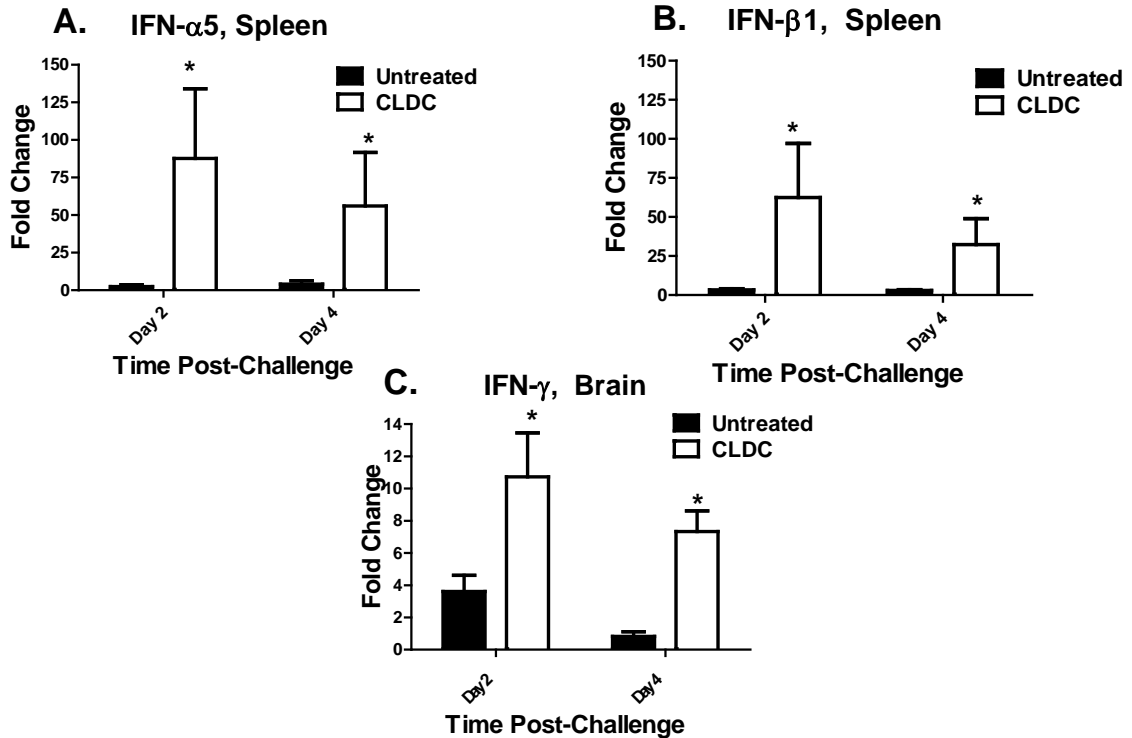 A. IFN-α5, Spleen
*
*
Untreated
CLDC
Fold Change
150
125
100
75
50
25
0
Day 2
Day 4
Time Post-Challenge
B. IFN-β1, Spleen
*
*
Untreated
CLDC
Fold Change
150
125
100
75
50
25
0
Day 2
Day 4
Time Post-Challenge
C. IFN-γ, Brain
*
*
Untreated
CLDC
Fold Change
14
12
10
8
6
4
2
0
Day2
Day4
Time Post-Challenge